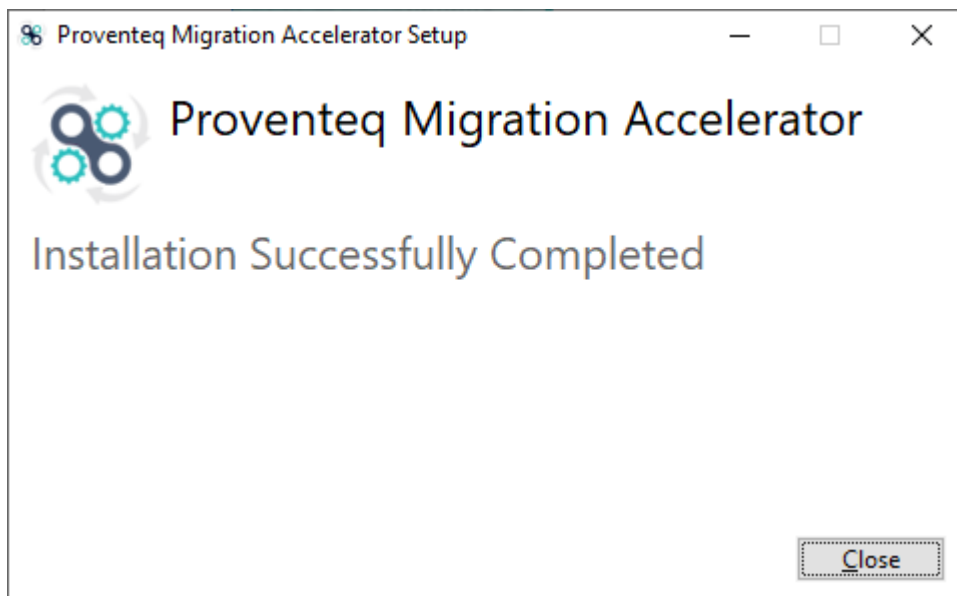 Proventeq Migration Accelerator Setup
Proventeq Migration Accelerator
Installation Successfully Completed
Close